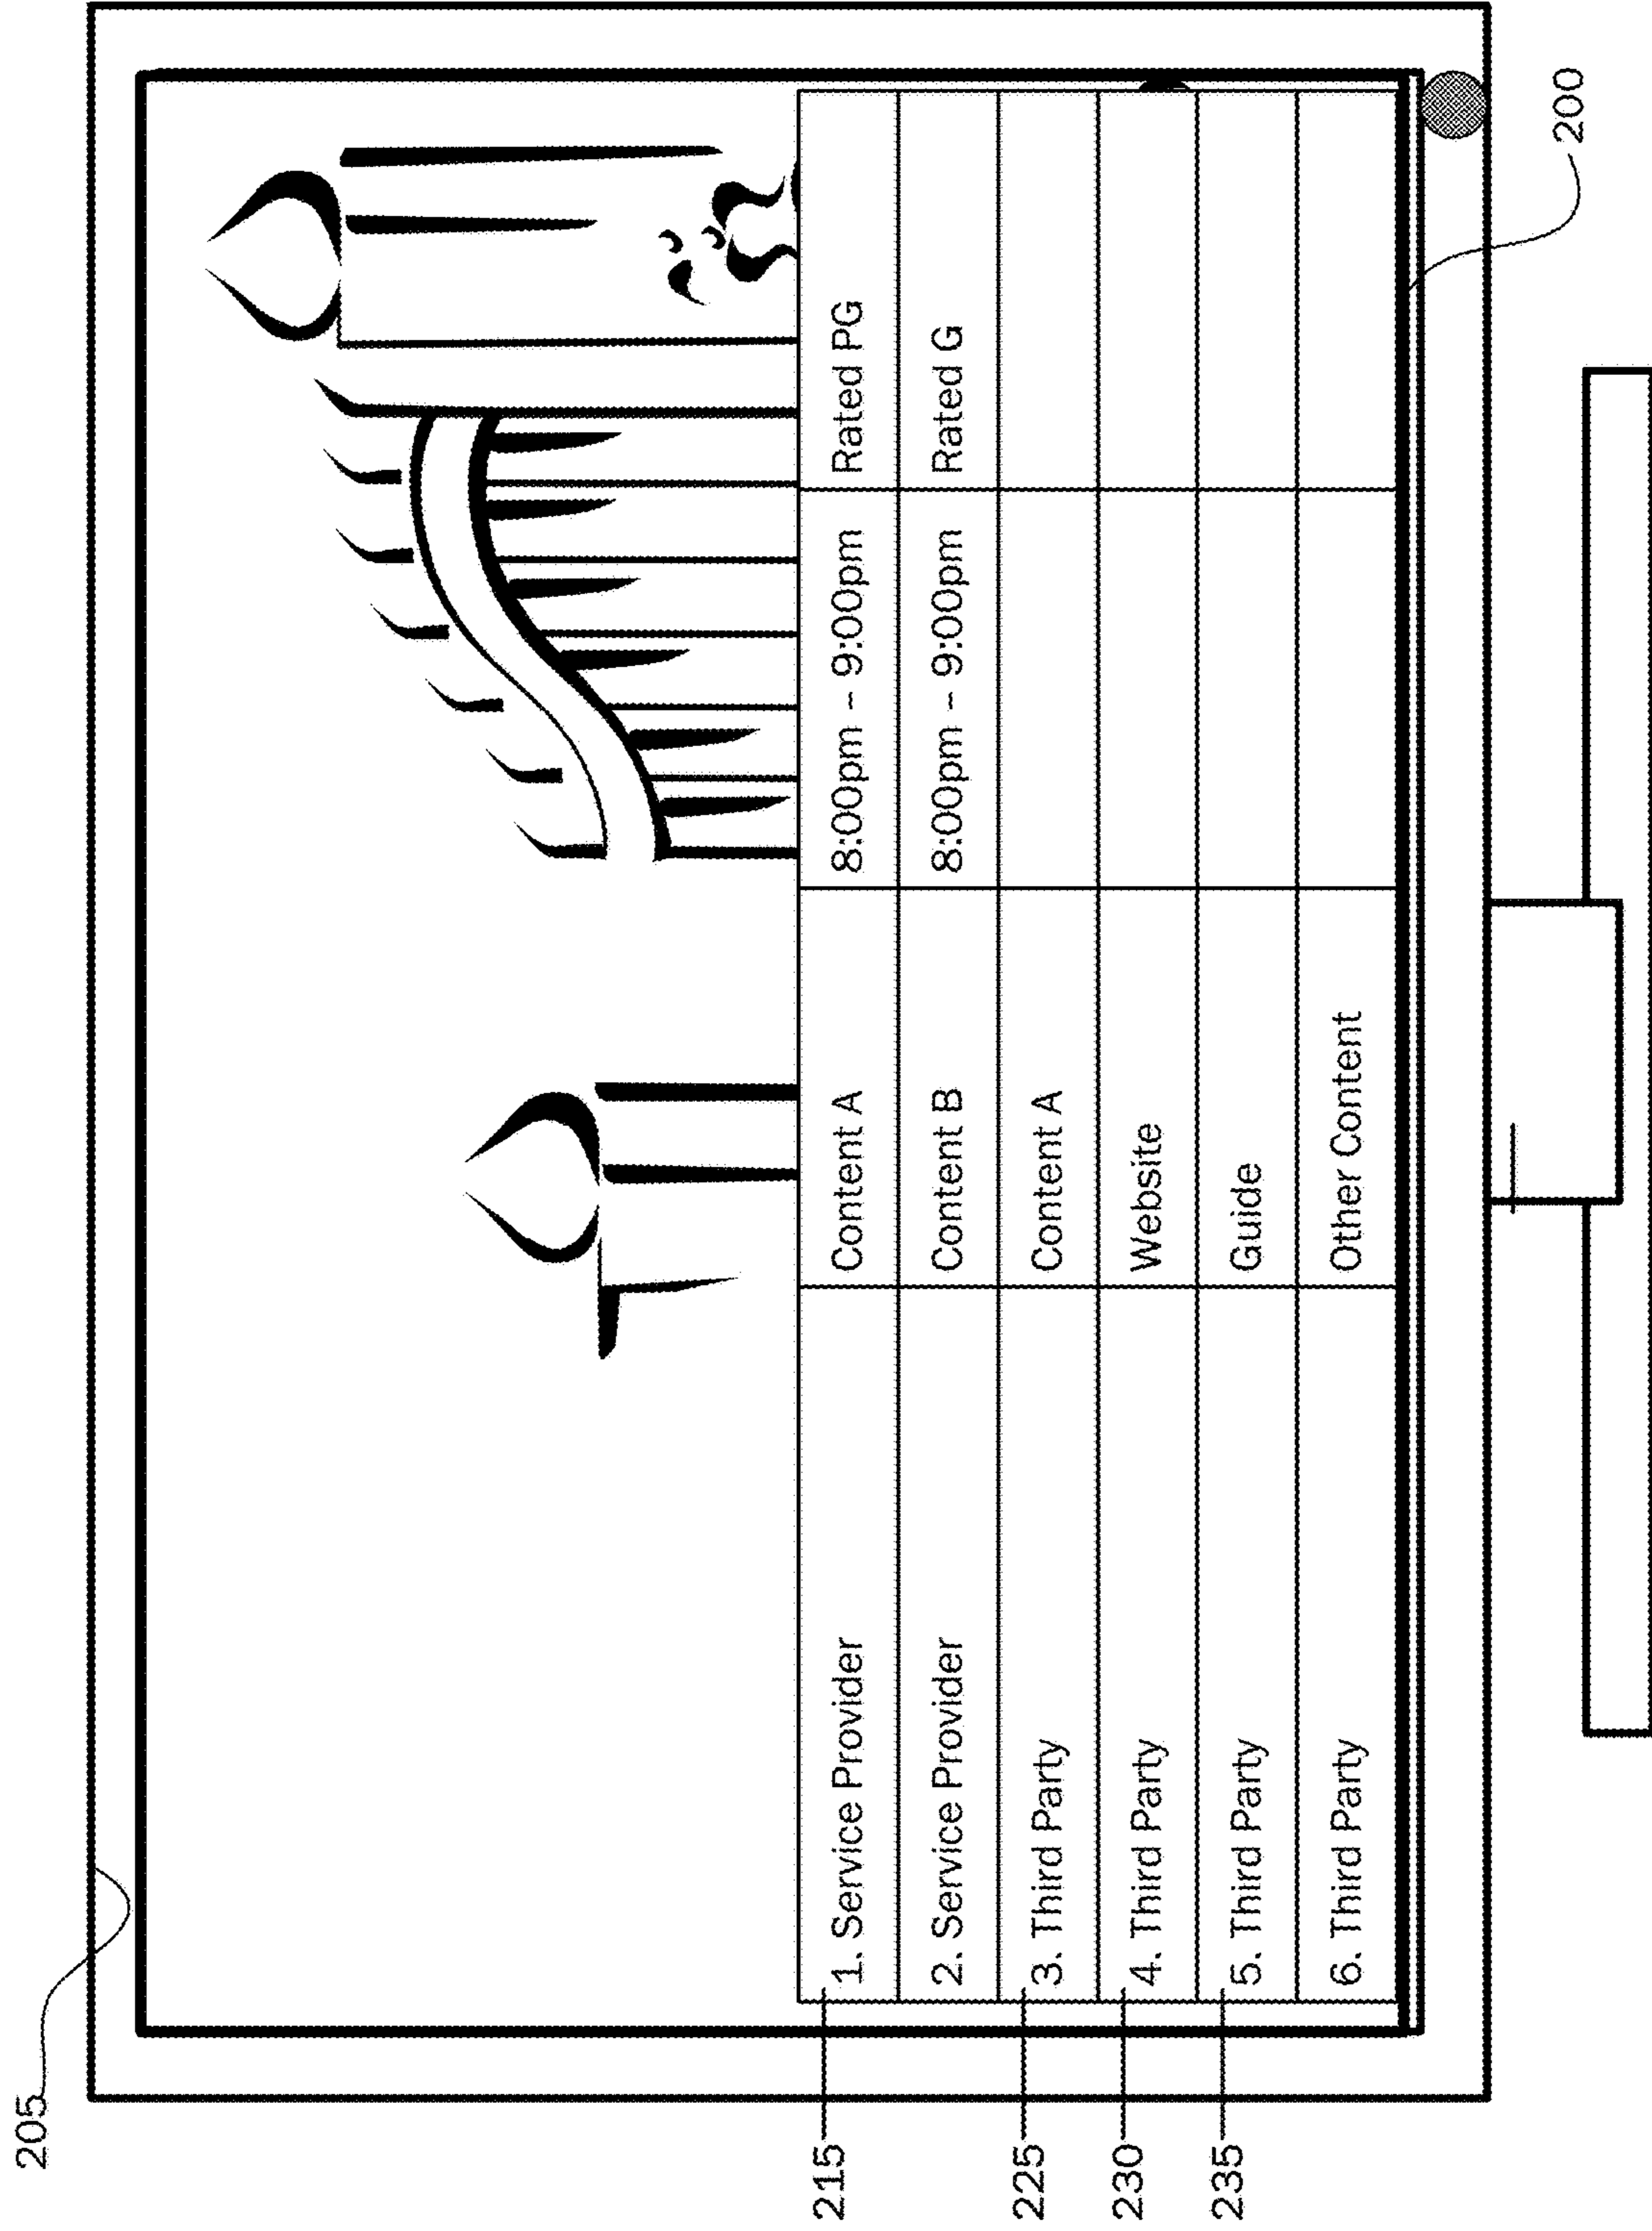 205
215 1. Service Provider Content A 8:00pm - 9:00pm Rated PG
2. Service Provider Content B 8:00pm - 9:00pm Rated G
225 3. Third Party Content A
230 4. Third Party Website
235 5. Third Party Guide
6. Third Party Other Content
200